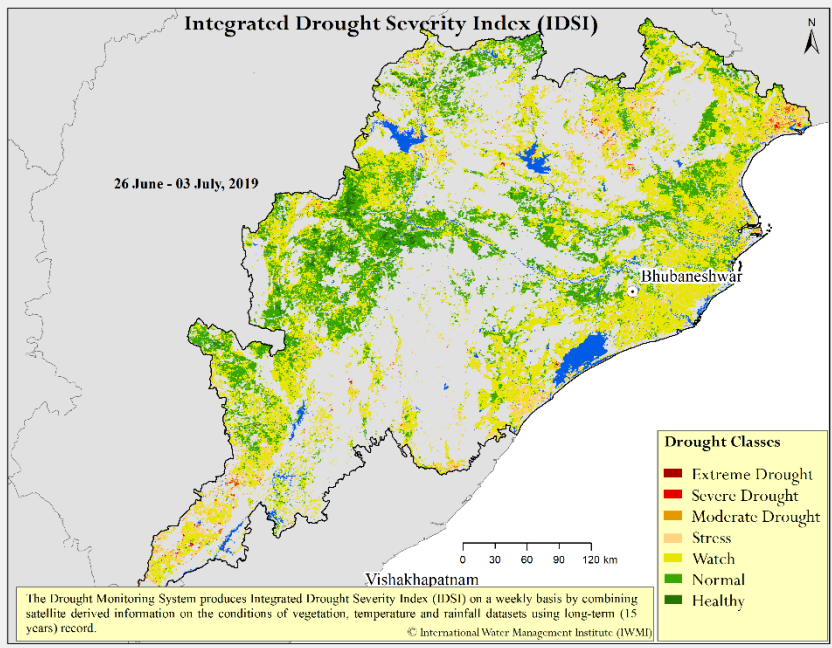 Integrated Drought Severity Index (IDSI)
N
26 June - 03 July, 2019
Bhubaneshwar
Drought Classes
Extreme Drought
Severe Drought
Moderate Drought
Stress
Watch
Normal
Healthy
0 30 60 90 120 km
Vishakhapatnam
The Drought Monitoring System produces Integrated Drought Severity Index (IDSI) on a weekly basis by combining
satellite derived information on the conditions of vegetation, temperature and rainfall datasets using long-term (15
years) record.
© International Water Management Institute (IWMI)